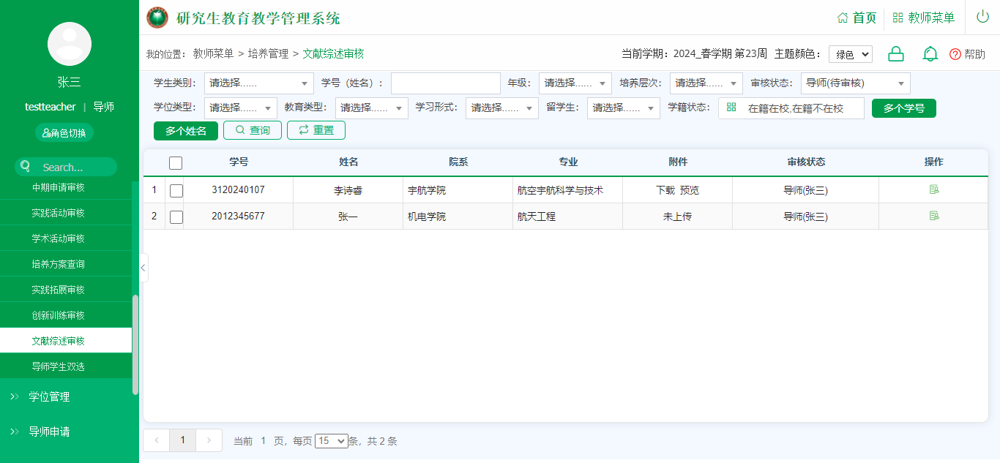 研究生教育教学管理系统
首页
教师菜单
张三
testteacher | 导师
角色切换
Search...
中期申请审核
实践活动审核
学术活动审核
培养方案查询
实践拓展审核
创新训练审核
文献综述审核
导师学生双选
学位管理
导师申请
我的位置： 教师菜单 > 培养管理 > 文献综述审核
当前学期：2024_春学期 第23周 主题颜色： 绿色 帮助
学生类别： 请选择...... 学号（姓名）： 年级： 请选择...... 培养层次： 请选择...... 审核状态： 导师(待审核)
学位类型： 请选择...... 教育类型： 请选择...... 学习形式： 请选择...... 留学生： 请选择...... 学籍状态： 在籍在校,在籍不在校 多个学号
多个姓名 查询 重置
学号 姓名 院系 专业 附件 审核状态 操作
1 3120240107 李诗睿 宇航学院 航空宇航科学与技术 下载 预览 导师(张三)
2 2012345677 张一 机电学院 航天工程 未上传 导师(张三)
< 1 > 当前 1 页，每页 15 条，共 2 条